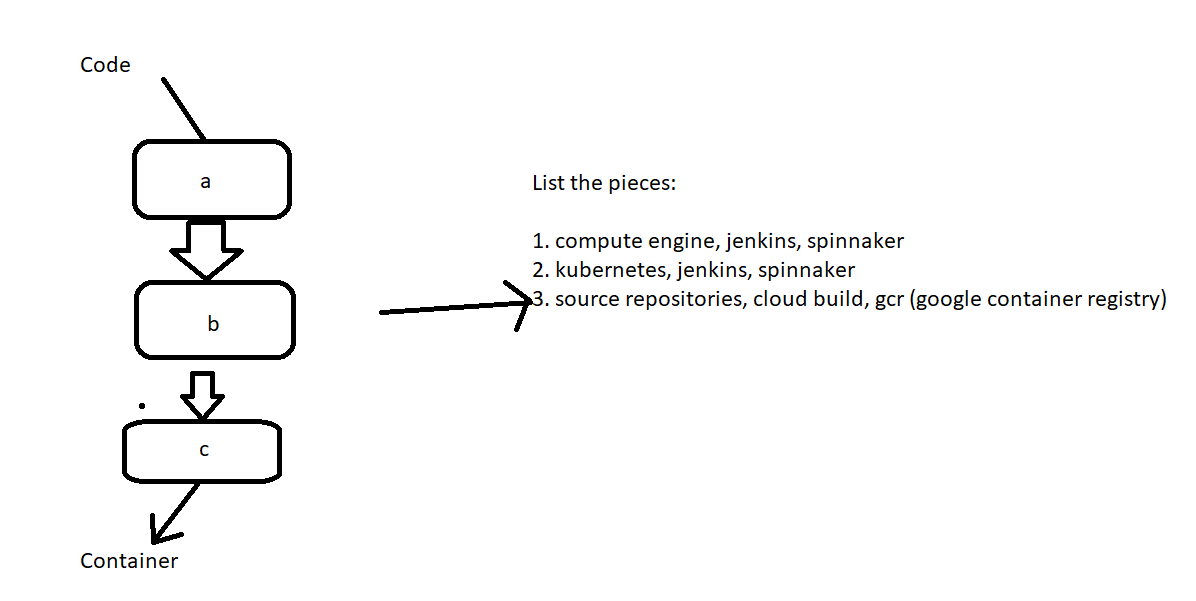 Code
a
b
c
Container
List the pieces:
1. compute engine, jenkins, spinnaker
2. kubernetes, jenkins, spinnaker
3. source repositories, cloud build, gcr (google container registry)